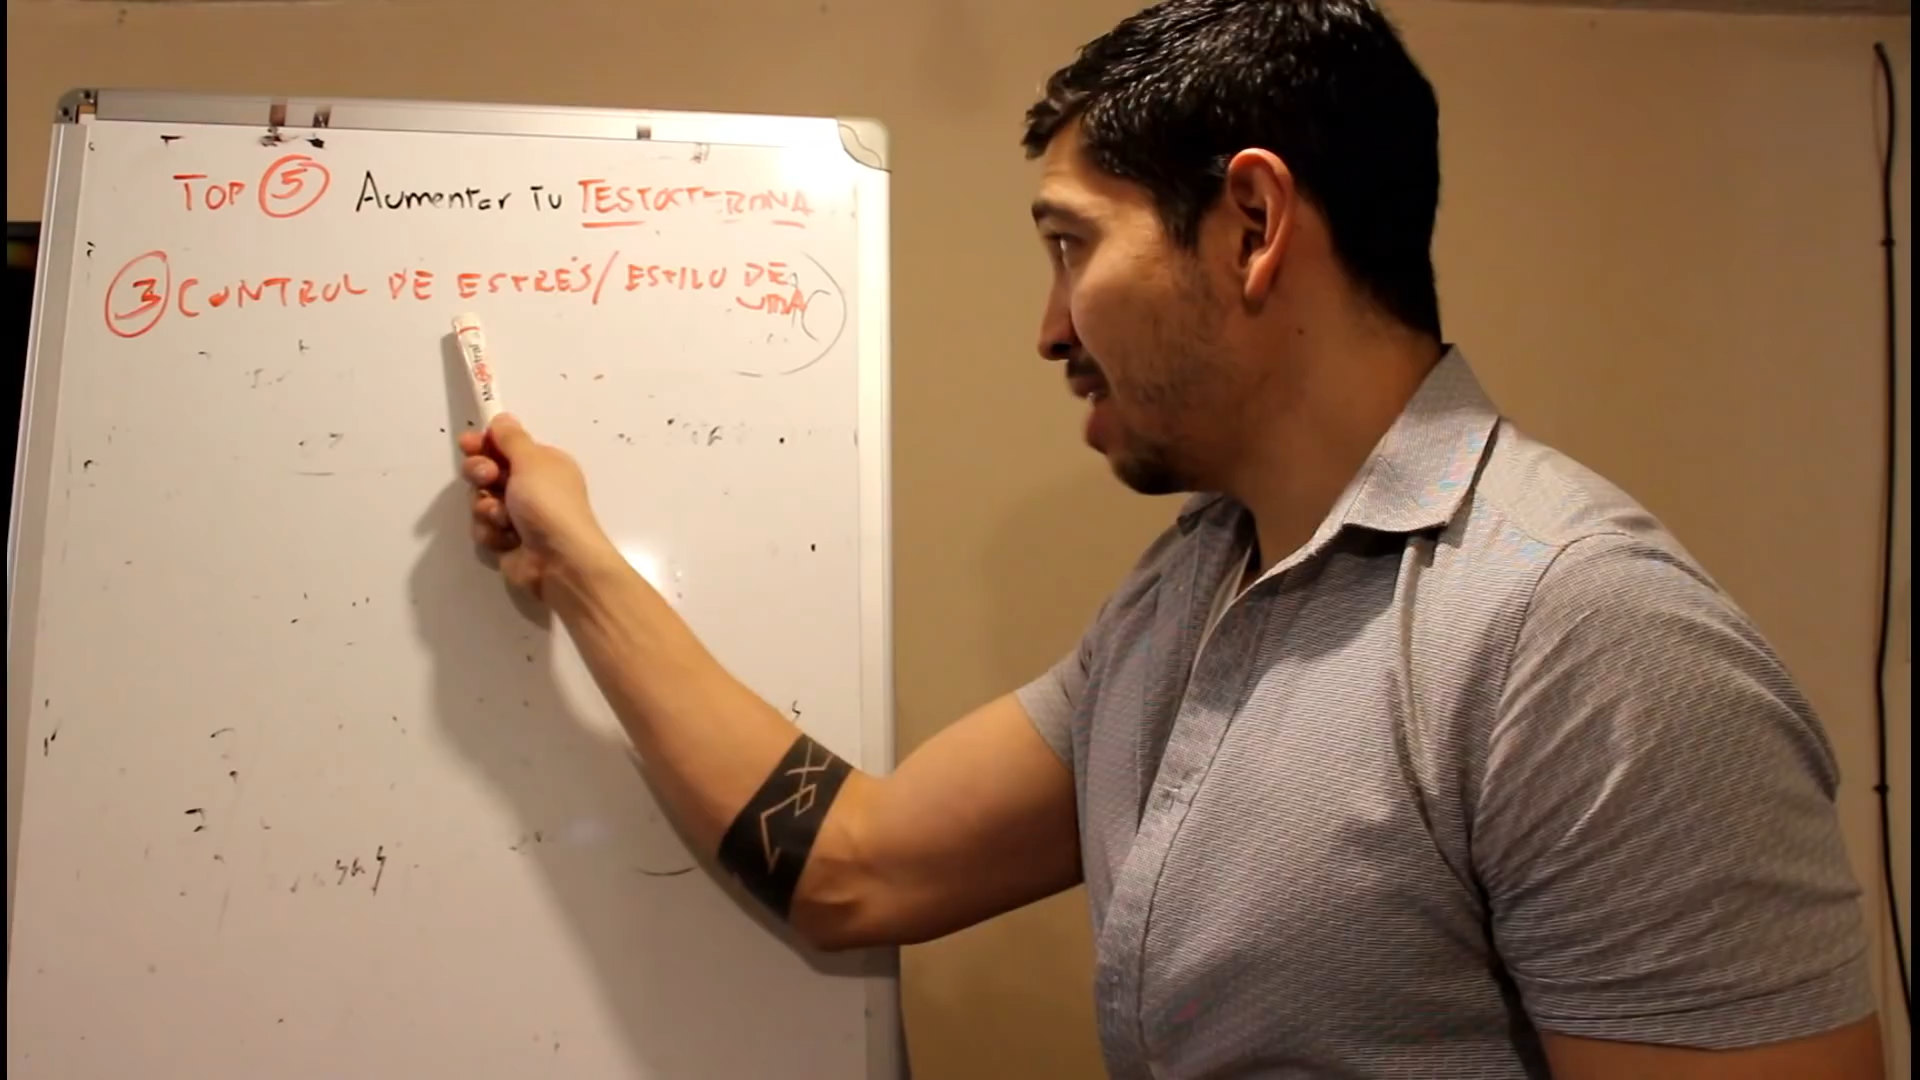 TOP 5 Aumentar Tu TESTOSTERONA
3 CONTROL DE ESTRÉS/ESTILO DE
VIDA